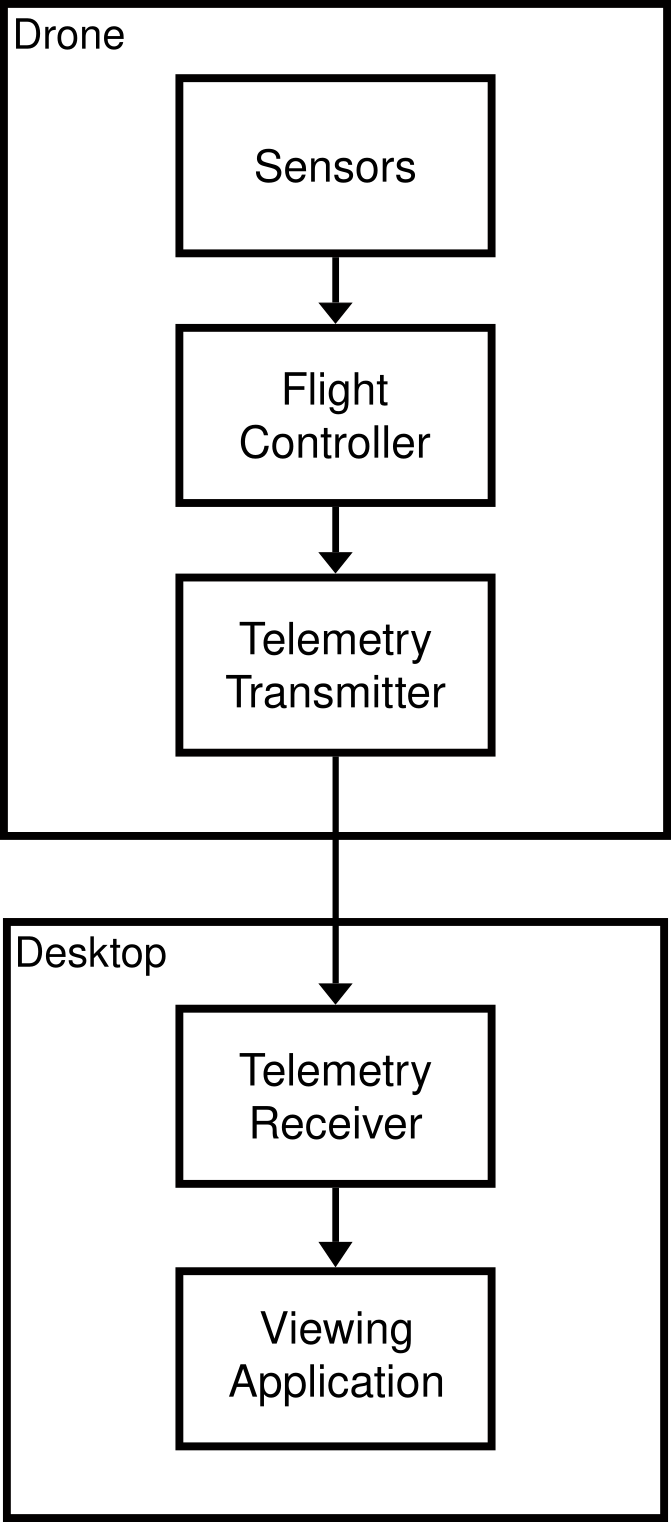 Drone
Sensors
Flight
Controller
Telemetry
Transmitter
Desktop
Telemetry
Receiver
Viewing
Application